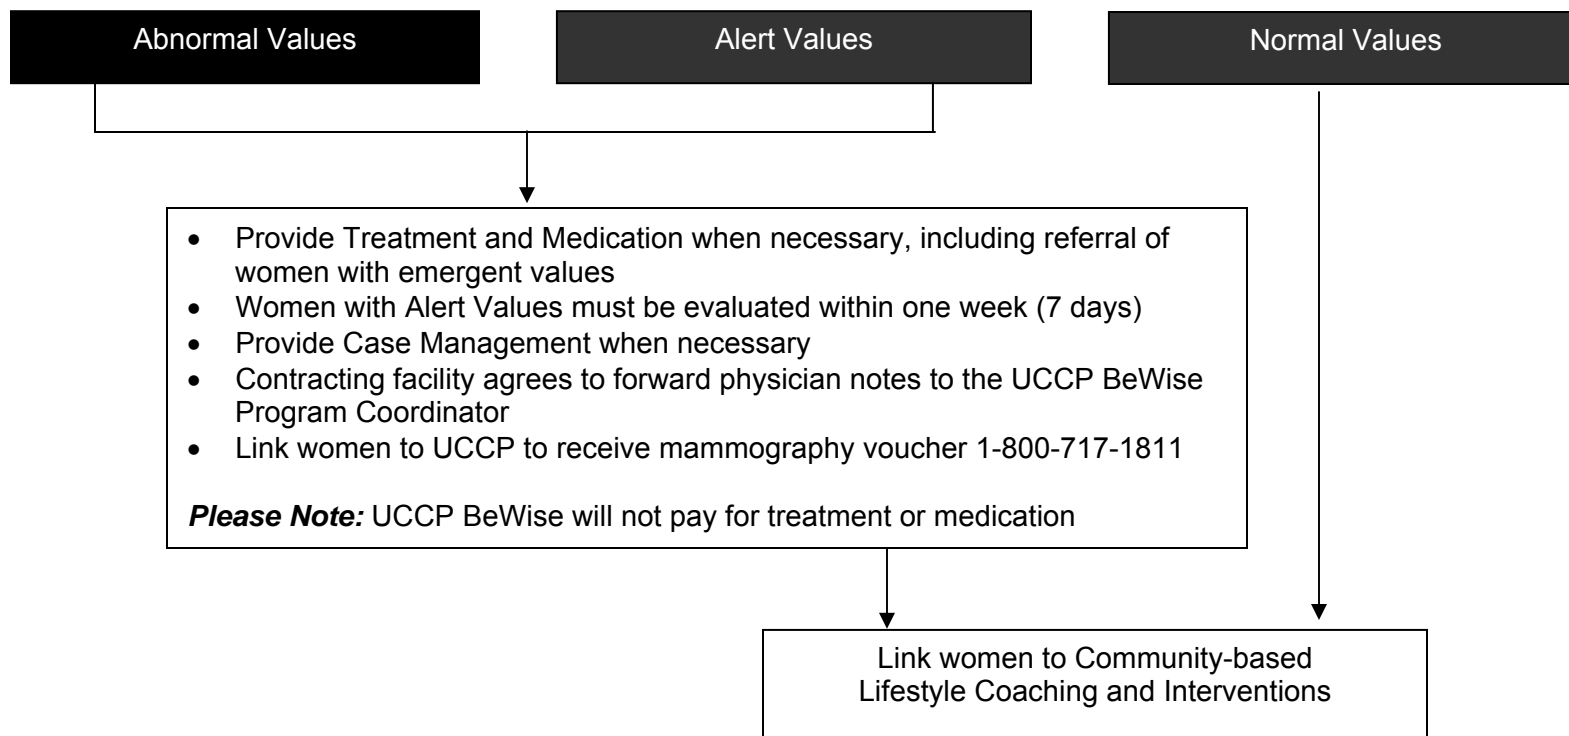 Abnormal Values
Alert Values
Normal Values
• Provide Treatment and Medication when necessary, including referral of
women with emergent values
• Women with Alert Values must be evaluated within one week (7 days)
• Provide Case Management when necessary
• Contracting facility agrees to forward physician notes to the UCCP BeWise
Program Coordinator
• Link women to UCCP to receive mammography voucher 1-800-717-1811
Please Note: UCCP BeWise will not pay for treatment or medication
Link women to Community-based
Lifestyle Coaching and Interventions